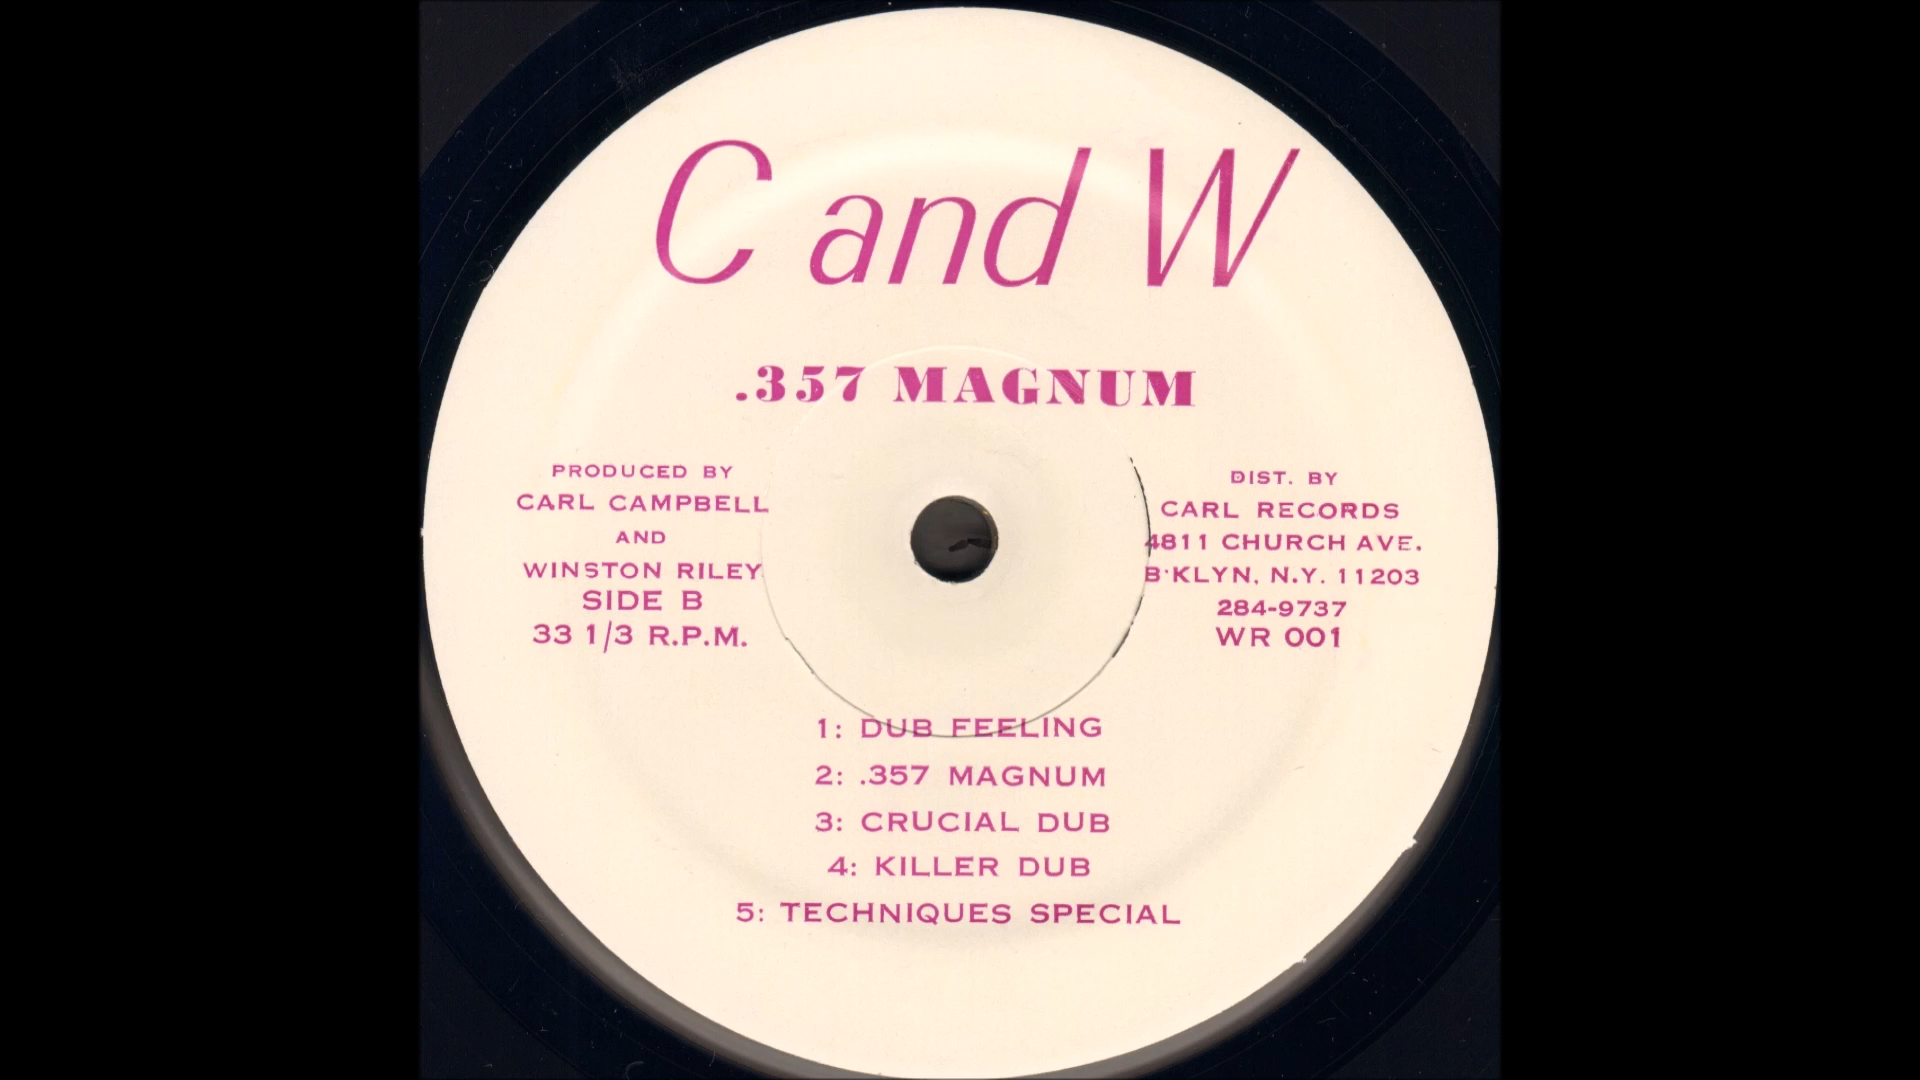 C and W
.357 MAGNUM
PRODUCED BY
CARL CAMPBELL
AND
WINSTON RILEY
SIDE B
33 1/3 R.P.M.
DIST. BY
CARL RECORDS
4811 CHURCH AVE.
B'KLYN, N.Y. 11203
284-9737
WR 001
1: DUB FEELING
2: .357 MAGNUM
3: CRUCIAL DUB
4: KILLER DUB
5: TECHNIQUES SPECIAL